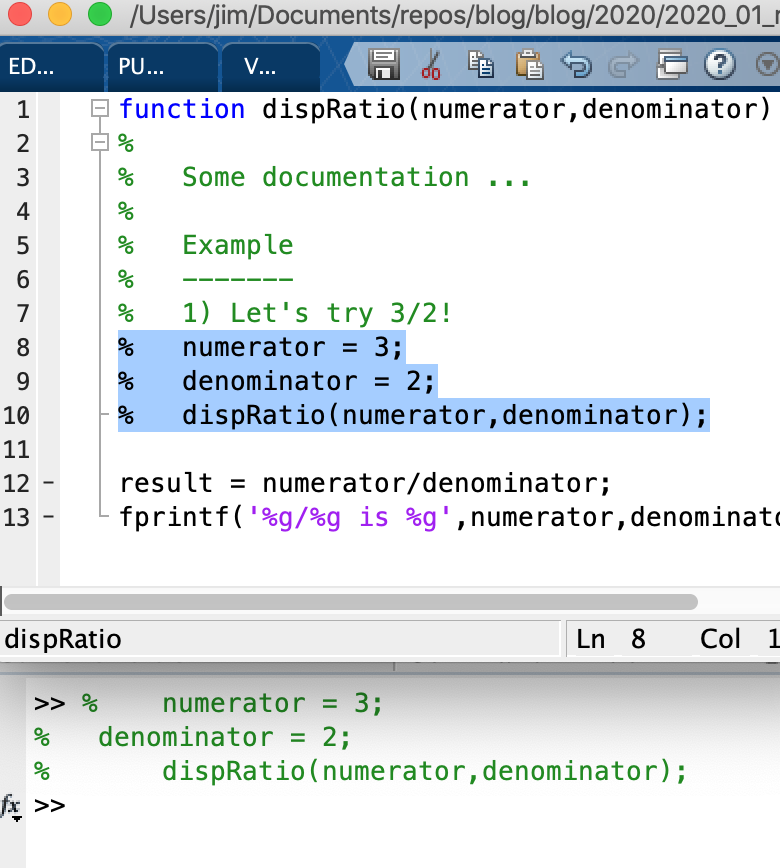 /Users/jim/Documents/repos/blog/blog/2020/2020_01_
ED... PU... V...
1 function dispRatio(numerator,denominator)
2 %
3 % Some documentation ...
4 %
5 % Example
6 % -------
7 % 1) Let's try 3/2!
8 % numerator = 3;
9 % denominator = 2;
10 % dispRatio(numerator,denominator);
11
12 - result = numerator/denominator;
13 - fprintf('%g/%g is %g',numerator,denominato
dispRatio Ln 8 Col 1
>> % numerator = 3;
% denominator = 2;
% dispRatio(numerator,denominator);
fx >>